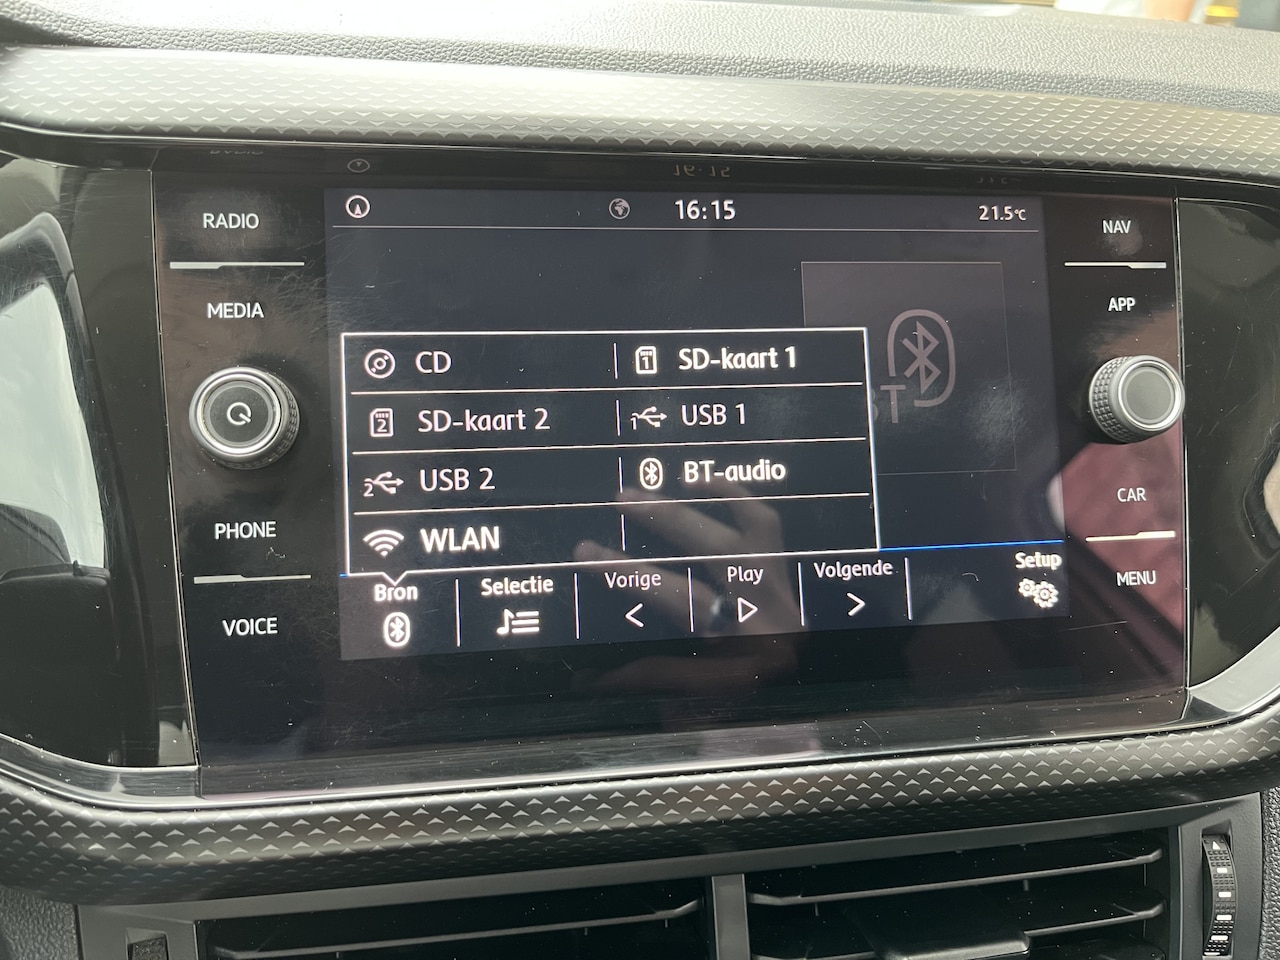 RADIO
MEDIA
PHONE
VOICE
16:15
21.5°C
CD
SD-kaart 1
SD-kaart 2
USB 1
USB 2
BT-audio
WLAN
Bron
Selectie
Vorige
Play
Volgende
Setup
NAV
APP
CAR
MENU